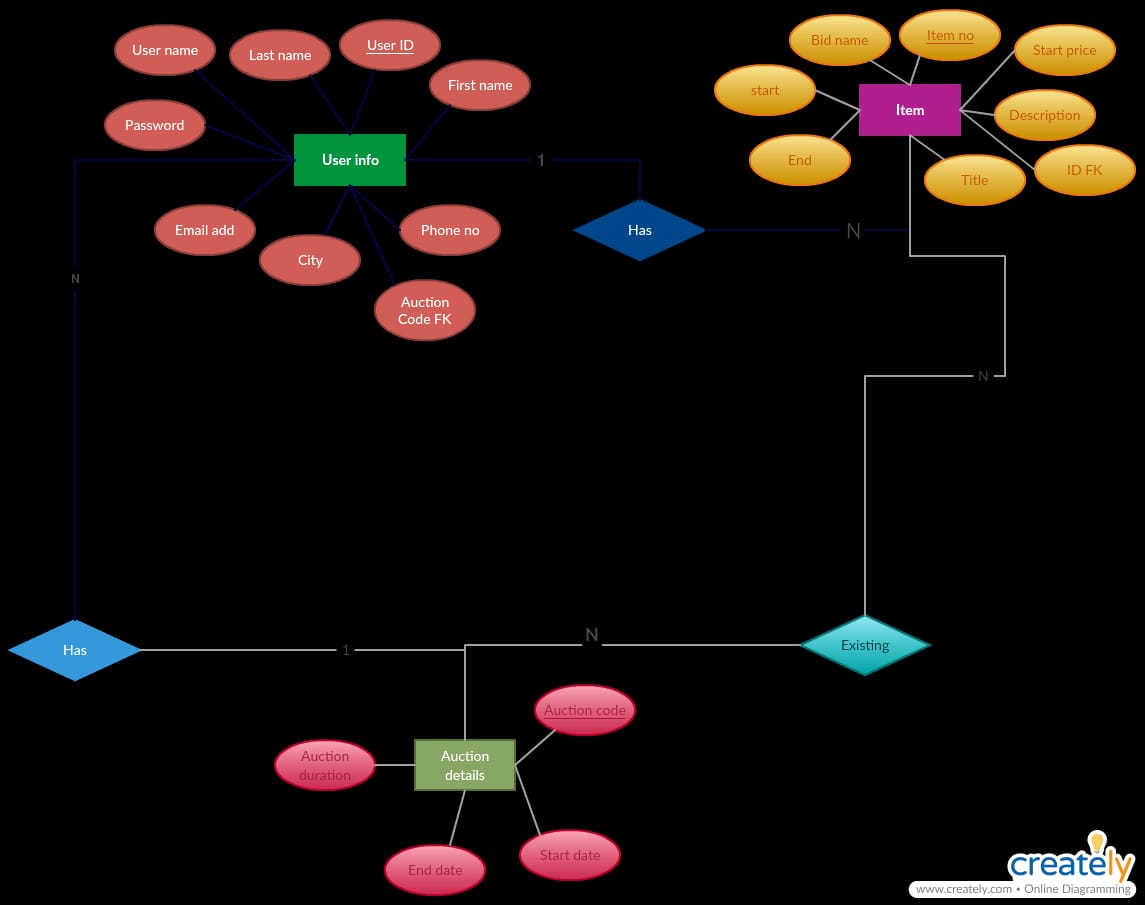 User name
Last name
User ID
First name
Password
User info
Email add
City
Phone no
Auction
Code FK
1
Has
N
Bid name
Item no
Start price
start
Item
Description
End
Title
ID FK
N
N
Has
1
N
Existing
Auction code
Auction
duration
Auction
details
End date
Start date
creately
www.creately.com • Online Diagramming